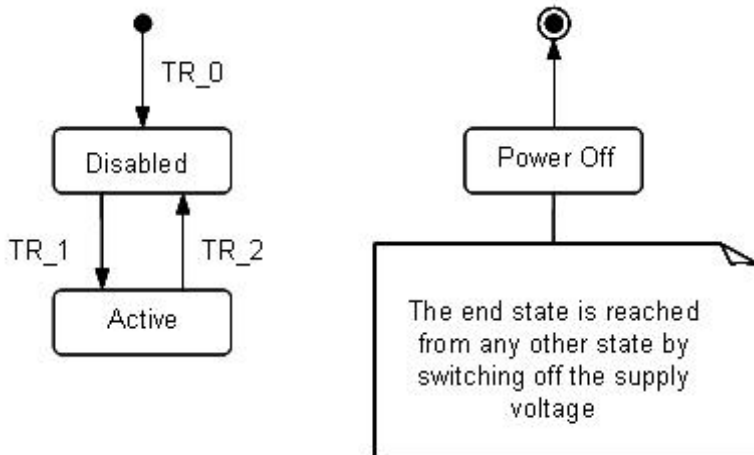 TR_0
Disabled
TR_1
TR_2
Active
Power Off
The end state is reached
from any other state by
switching off the supply
voltage